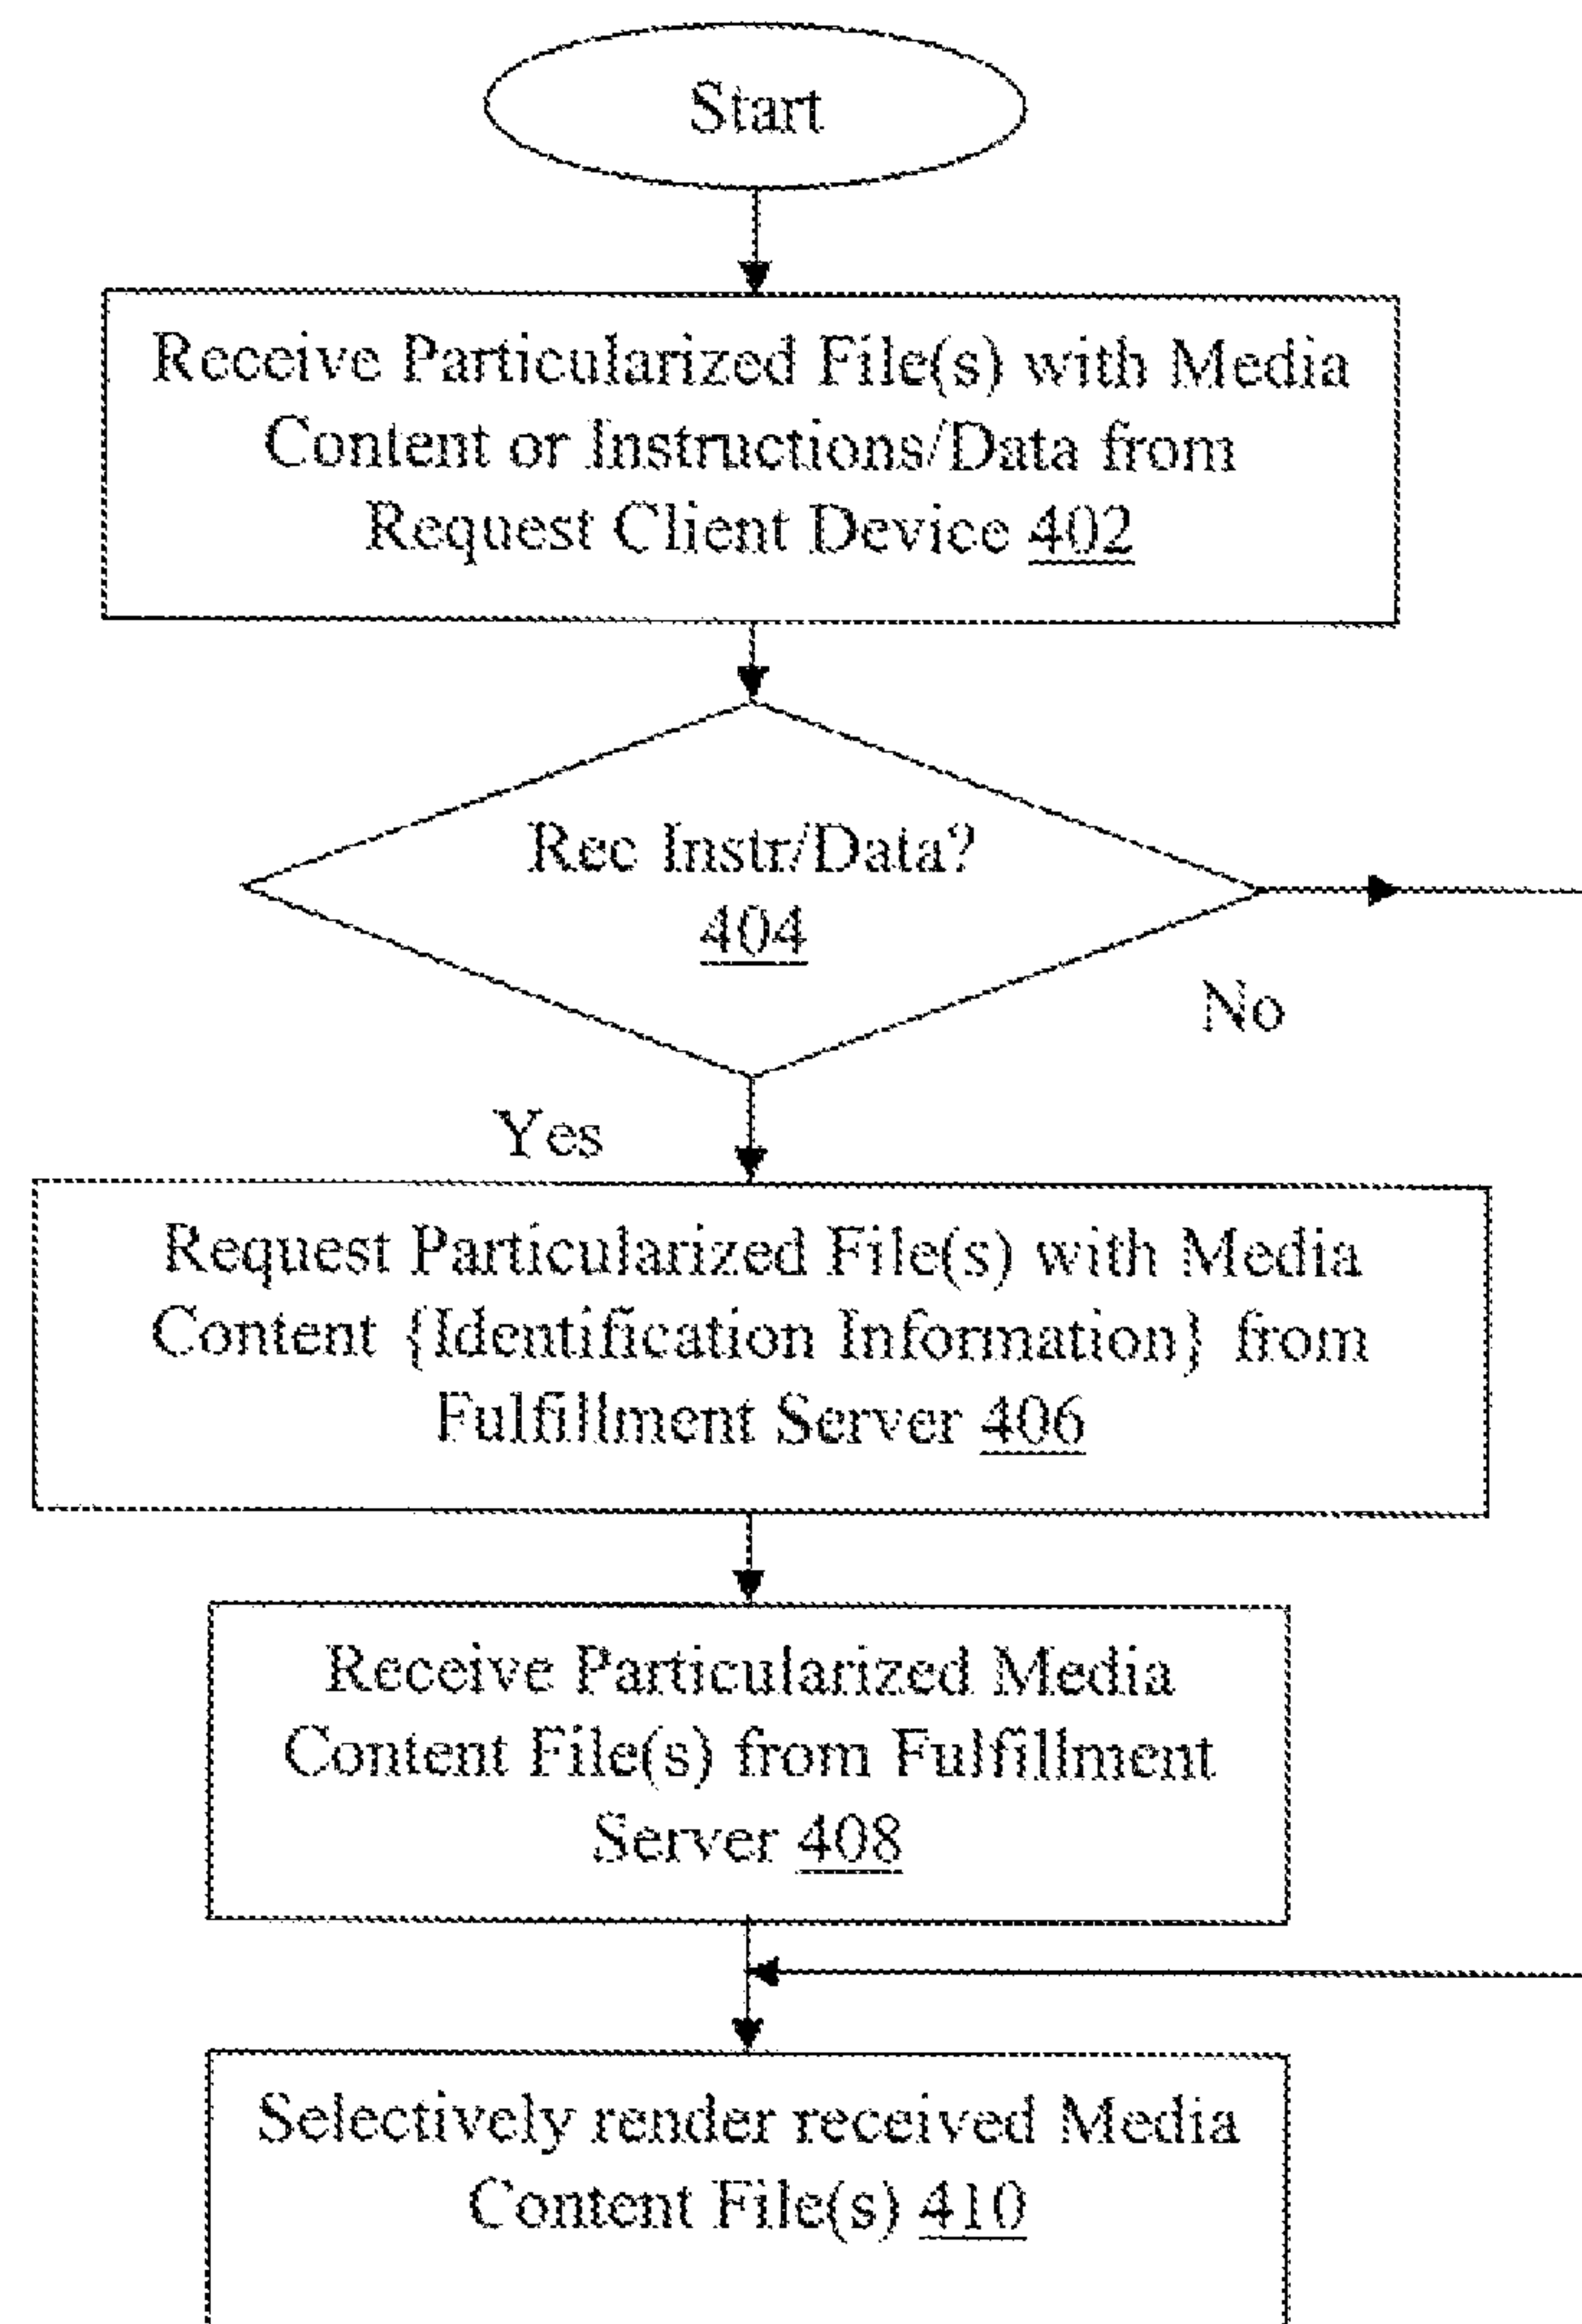 Start
Receive Particularized File(s) with Media
Content or Instructions/Data from
Request Client Device 402
Rec Instr/Data?
404
No
Yes
Request Particularized File(s) with Media
Content {Identification Information} from
Fulfillment Server 406
Receive Particularized Media
Content File(s) from Fulfillment
Server 408
Selectively render received Media
Content File(s) 410